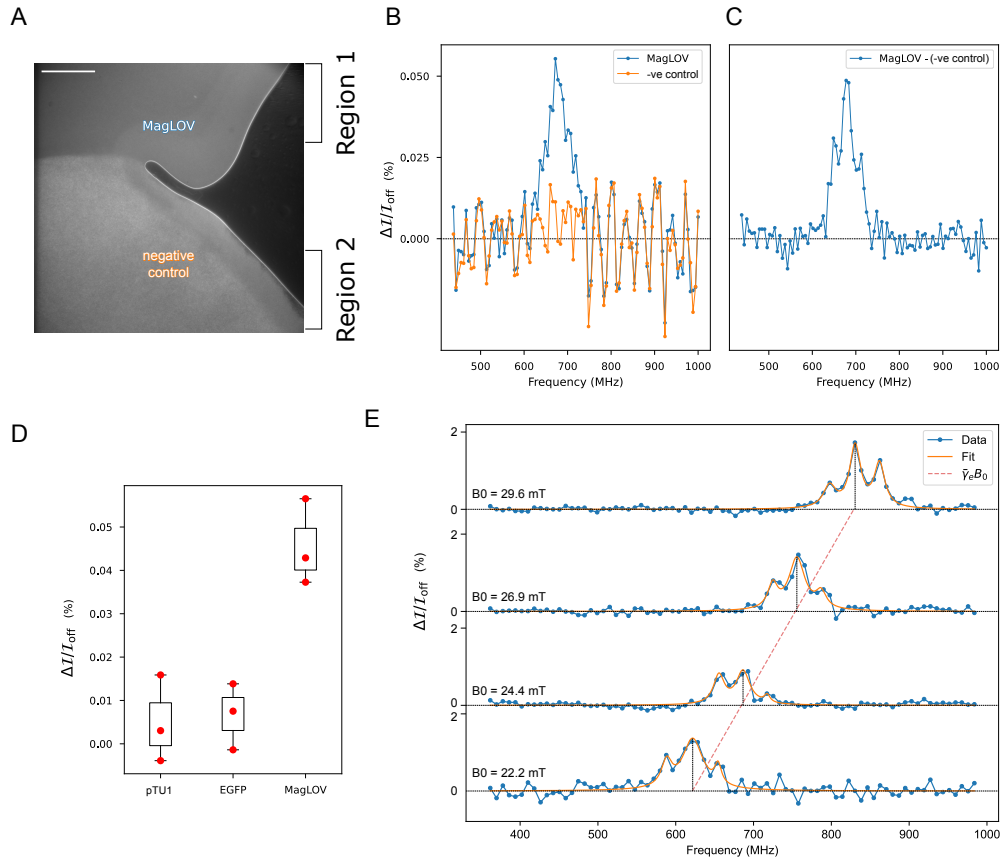 A
MagLOV
negative
control
Region 1
Region 2
B
MagLOV
-ve control
0.050
0.025
0.000
ΔI/I_off (%)
500 600 700 800 900 1000
Frequency (MHz)
C
MagLOV - (-ve control)
500 600 700 800 900 1000
Frequency (MHz)
D
0.05
0.04
0.03
0.02
0.01
0.00
ΔI/I_off (%)
pTU1 EGFP MagLOV
E
Data
Fit
γ̄_e B_0
ΔI/I_off (%)
2
B0 = 29.6 mT
0
2
B0 = 26.9 mT
0
2
B0 = 24.4 mT
0
2
B0 = 22.2 mT
0
400 500 600 700 800 900 1000
Frequency (MHz)